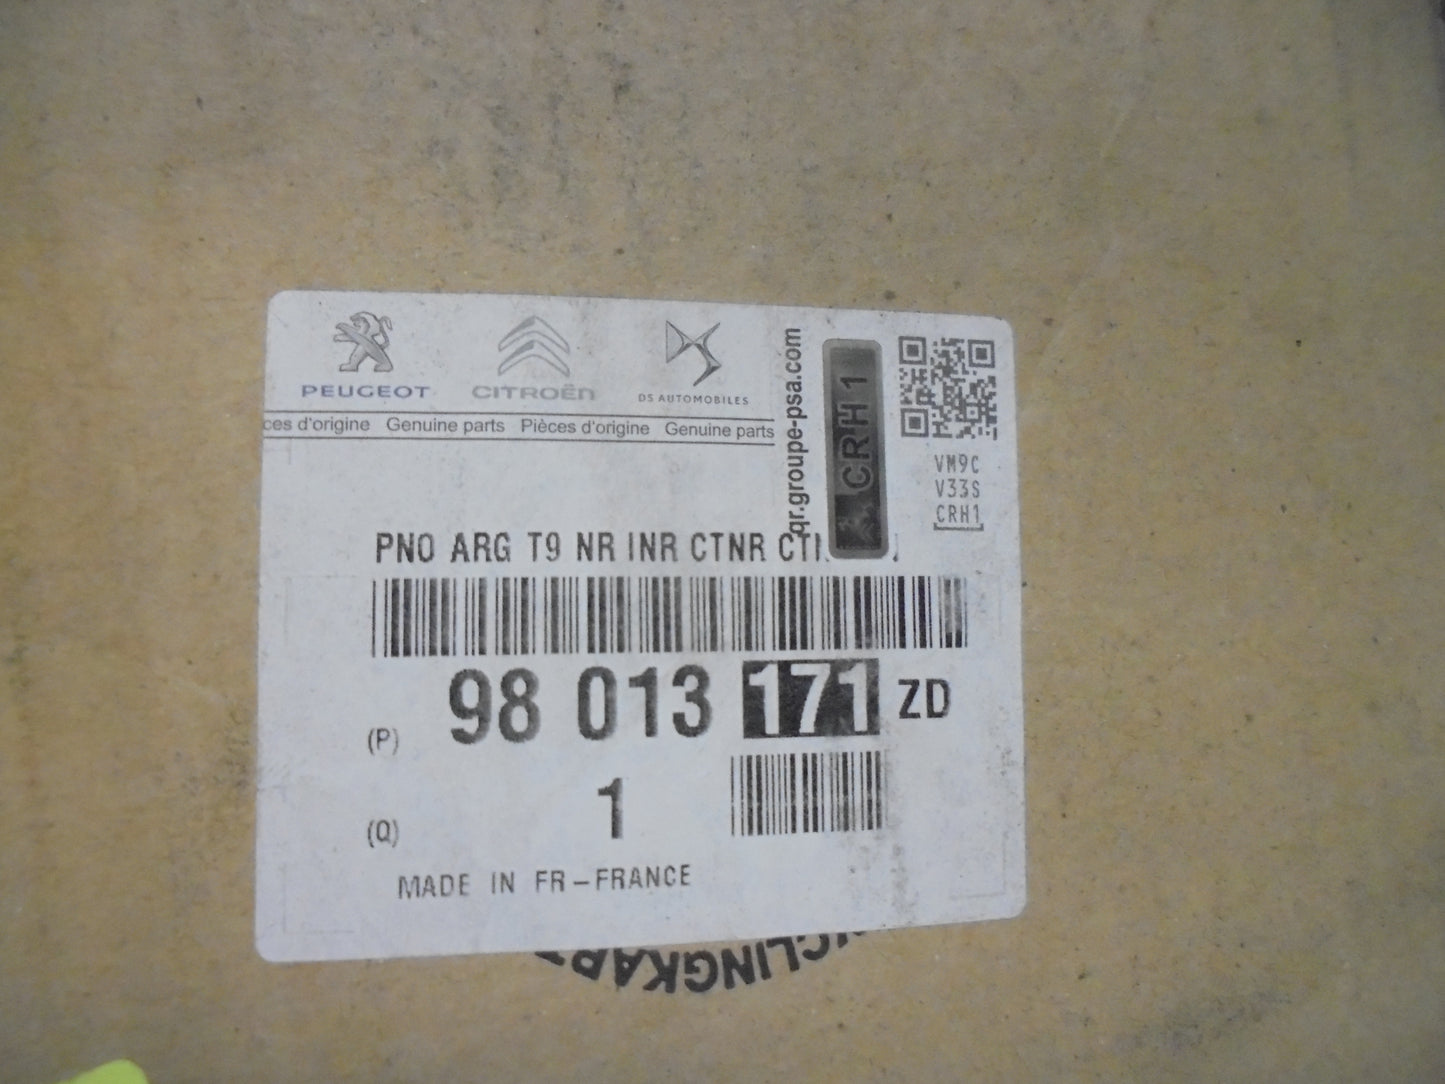 PEUGEOT CITROËN DS AUTOMOBILES
ces d'origine Genuine parts Pièces d'origine Genuine parts
qr.groupe-psa.com
CRH 1
VM9C
V33S
CRH1
PNO ARG T9 NR INR CTNR
(P) 98 013 171 ZD
(Q) 1
MADE IN FR-FRANCE